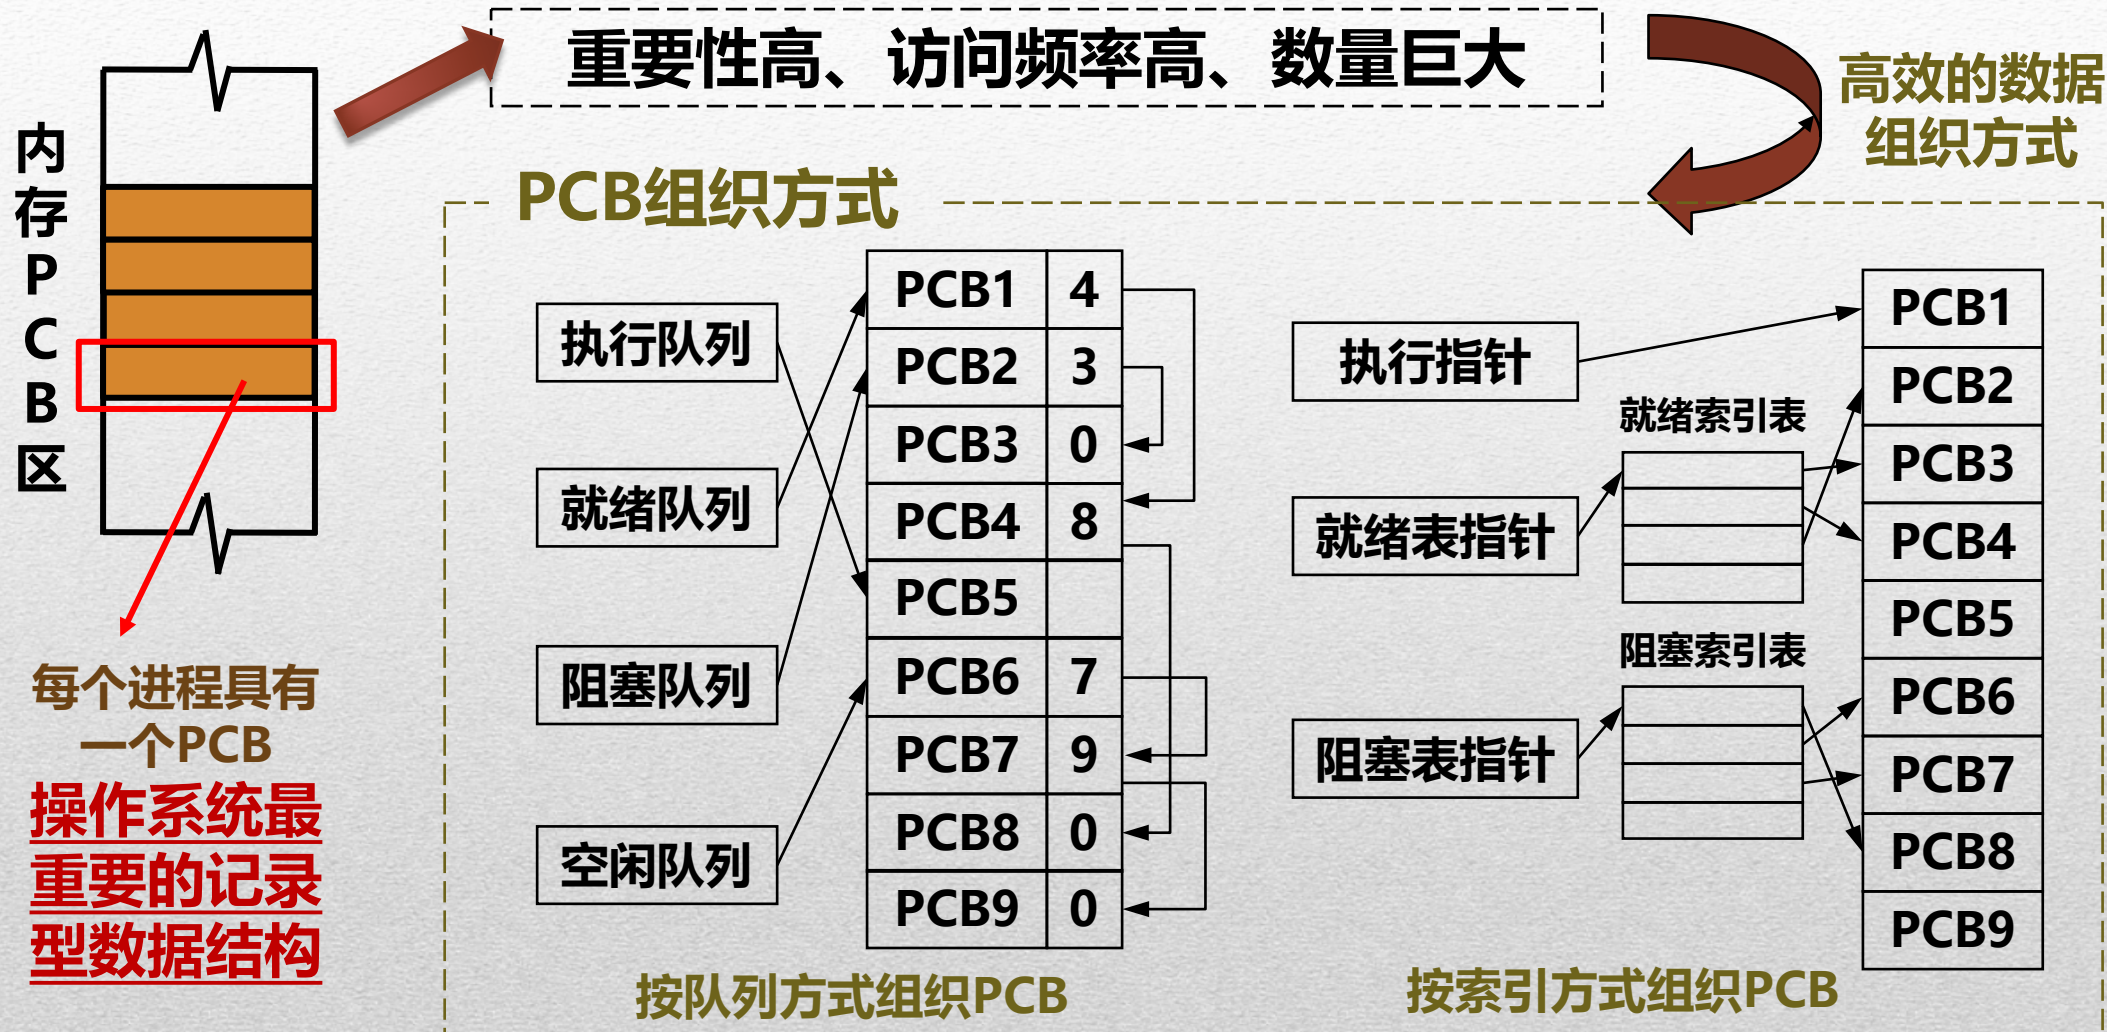 重要性高、访问频率高、数量巨大
高效的数据
组织方式
内存PCB区
每个进程具有
一个PCB
操作系统最
重要的记录
型数据结构
PCB组织方式
执行队列
就绪队列
阻塞队列
空闲队列
PCB1 4
PCB2 3
PCB3 0
PCB4 8
PCB5
PCB6 7
PCB7 9
PCB8 0
PCB9 0
按队列方式组织PCB
执行指针
就绪表指针
阻塞表指针
就绪索引表
阻塞索引表
PCB1
PCB2
PCB3
PCB4
PCB5
PCB6
PCB7
PCB8
PCB9
按索引方式组织PCB